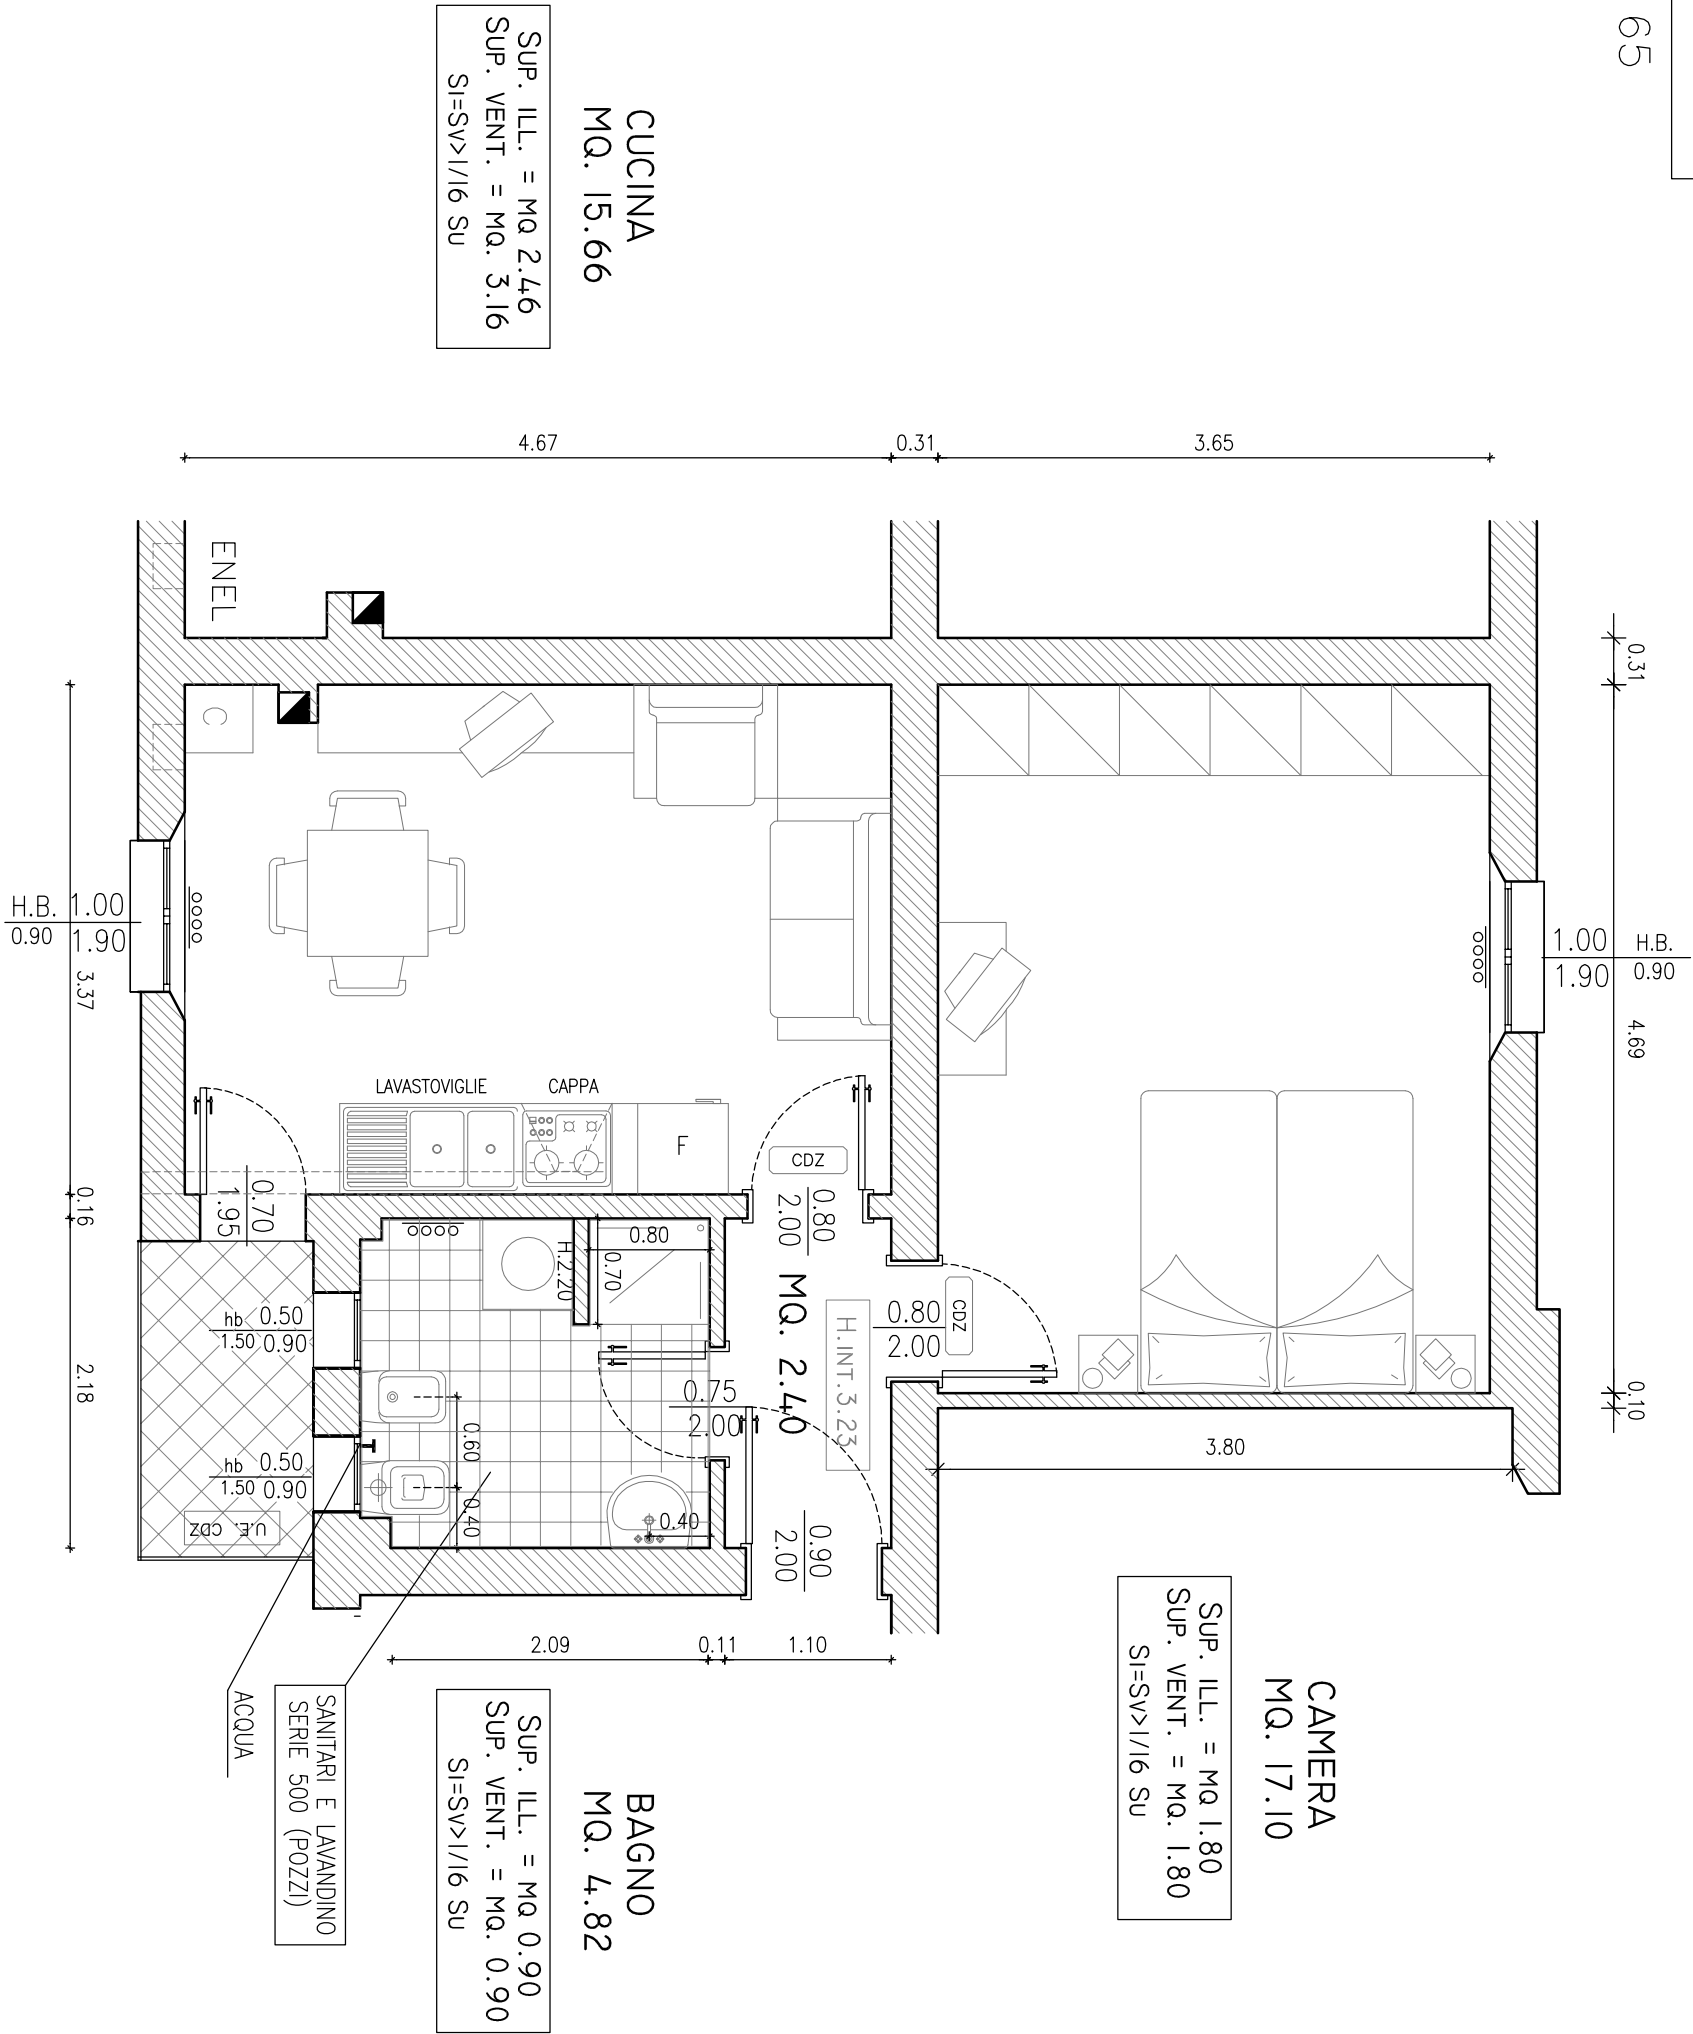 65
CUCINA
MQ. 15.66
SUP. ILL. = MQ 2.46
SUP. VENT. = MQ. 3.16
SI=SV>1/16 SU
4.67
0.31
3.65
ENEL
0.31
C
H.B. 1.00
0.90 1.90
3.37
1.00 H.B.
1.90 0.90
4.69
LAVASTOVIGLIE
CAPPA
F
CDZ
0.70
1.95
0.16
0.80
2.00
MQ. 2.40
H.INT.3.23
0.80
2.00
CDZ
0.80
0.70
H.2.20
hb 0.50
1.50 0.90
2.18
0.75
2.00
0.60
0.40
0.40
hb 0.50
1.50 0.90
U.E. CDZ
0.90
2.00
0.10
3.80
2.09
0.11
1.10
ACQUA
SANITARI E LAVANDINO
SERIE 500 (POZZI)
BAGNO
MQ. 4.82
SUP. ILL. = MQ 0.90
SUP. VENT. = MQ. 0.90
SI=SV>1/16 SU
CAMERA
MQ. 17.10
SUP. ILL. = MQ 1.80
SUP. VENT. = MQ. 1.80
SI=SV>1/16 SU